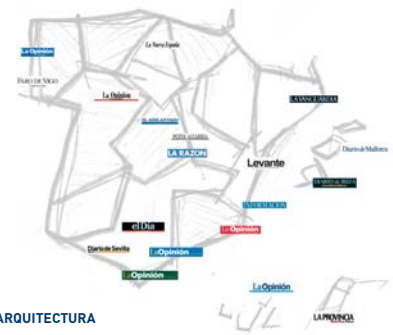 La Nueva España
La Opinión
FARO DE VIGO
La Opinión
LA VANGUARDIA
EL ADELANTADO
NUEVA ALCARRIA
LA RAZON
Diario de Mallorca
Levante
DIARIO de IBIZA
INFORMACION
el Día
La Opinión
Diario de Sevilla
La Opinión
La Opinión
La Opinión
LA PROVINCIA
ARQUITECTURA